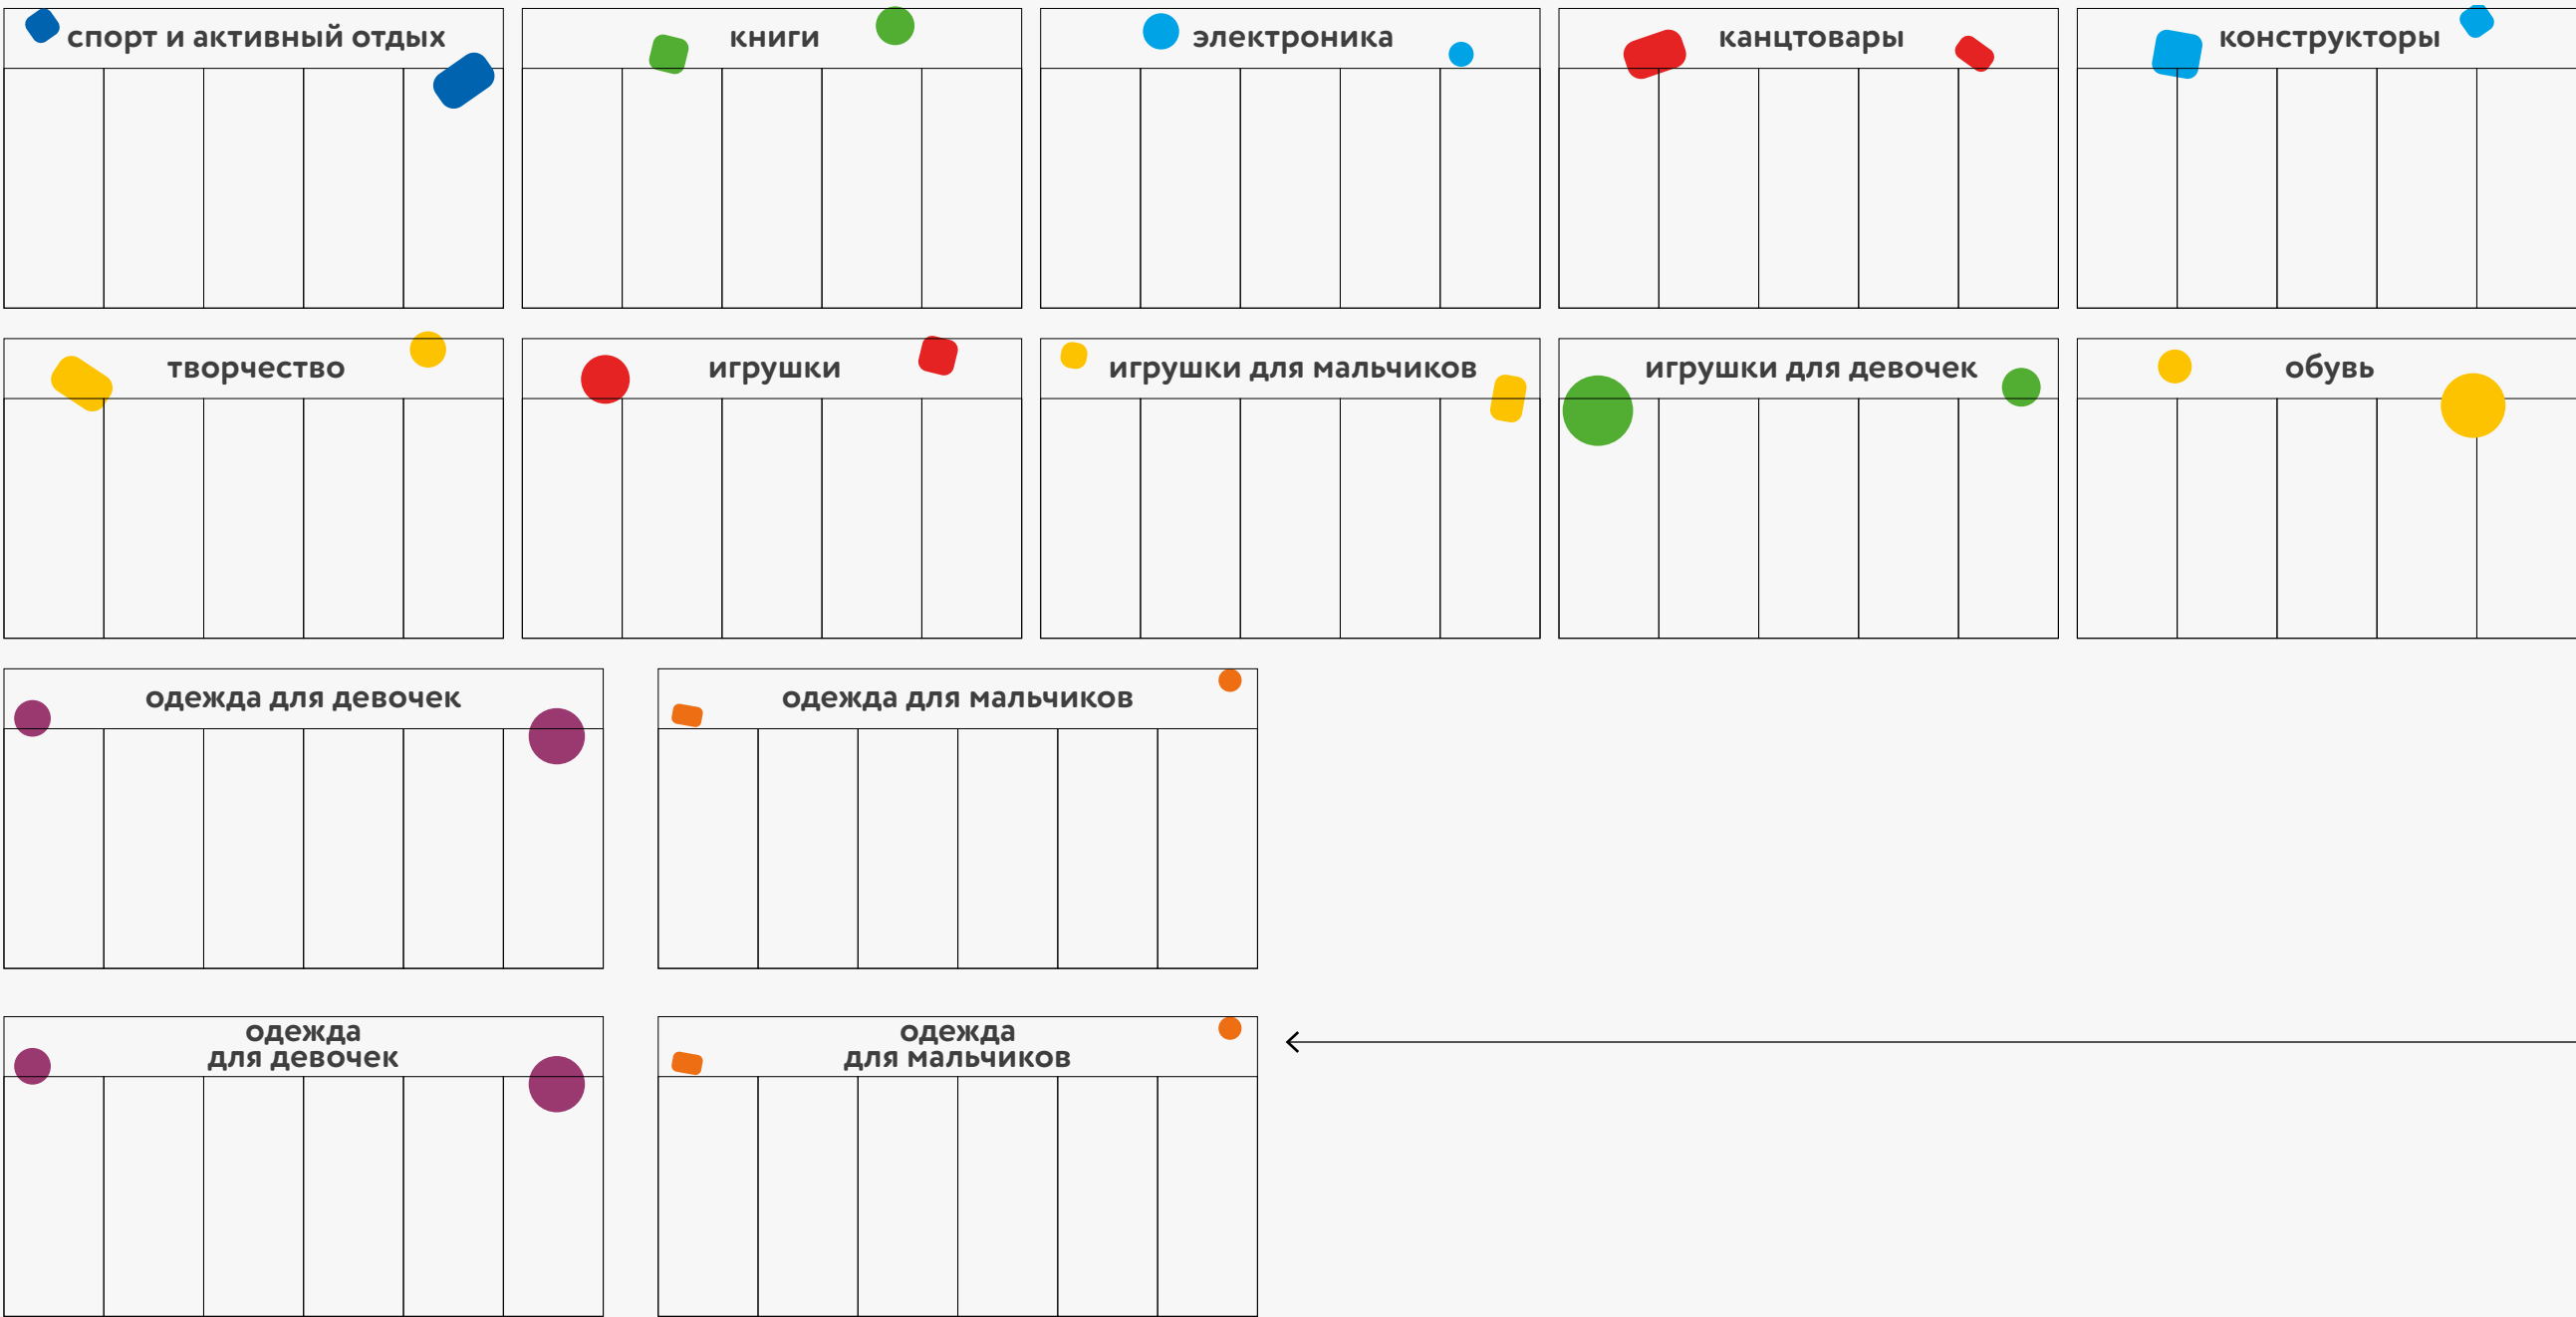 спорт и активный отдых
книги
электроника
канцтовары
конструкторы
творчество
игрушки
игрушки для мальчиков
игрушки для девочек
обувь
одежда для девочек
одежда для мальчиков
одежда
для девочек
одежда
для мальчиков